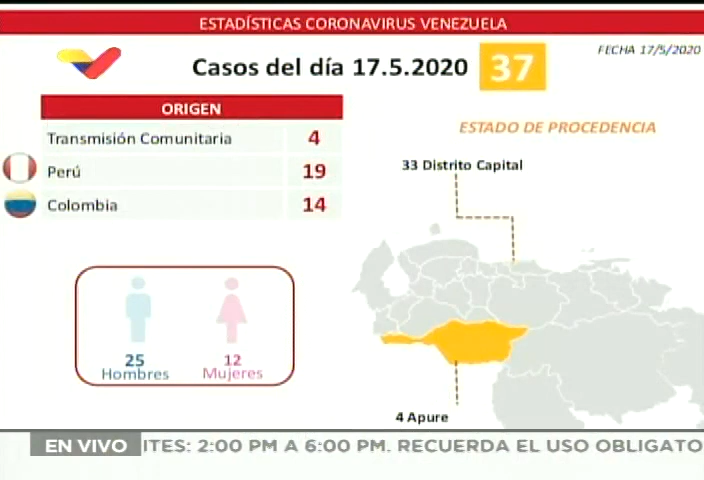 ESTADÍSTICAS CORONAVIRUS VENEZUELA
FECHA 17/5/2020
Casos del día 17.5.2020 37
ORIGEN
Transmisión Comunitaria 4
Perú 19
Colombia 14
ESTADO DE PROCEDENCIA
33 Distrito Capital
25 Hombres
12 Mujeres
4 Apure
EN VIVO ITES: 2:00 PM A 6:00 PM. RECUERDA EL USO OBLIGATO